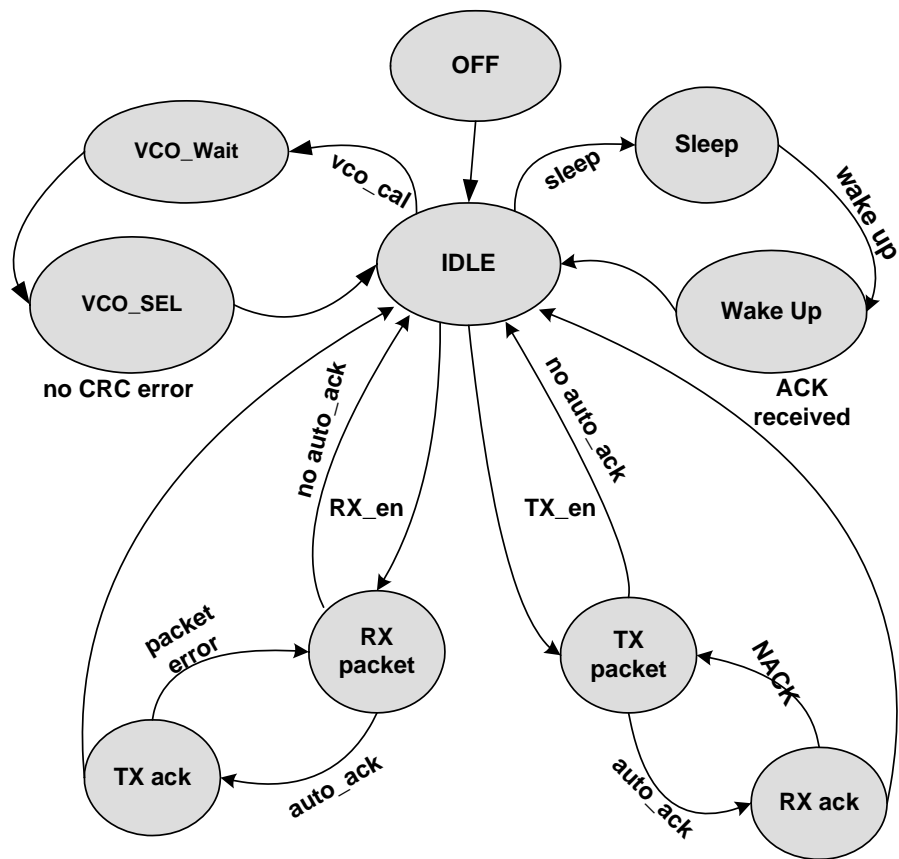 OFF
VCO_Wait
Sleep
vco_cal
sleep
wake up
IDLE
VCO_SEL
Wake Up
no CRC error
ACK
received
no auto_ack
no auto_ack
RX_en
TX_en
packet
error
RX
packet
TX
packet
NACK
TX ack
auto_ack
auto_ack
RX ack